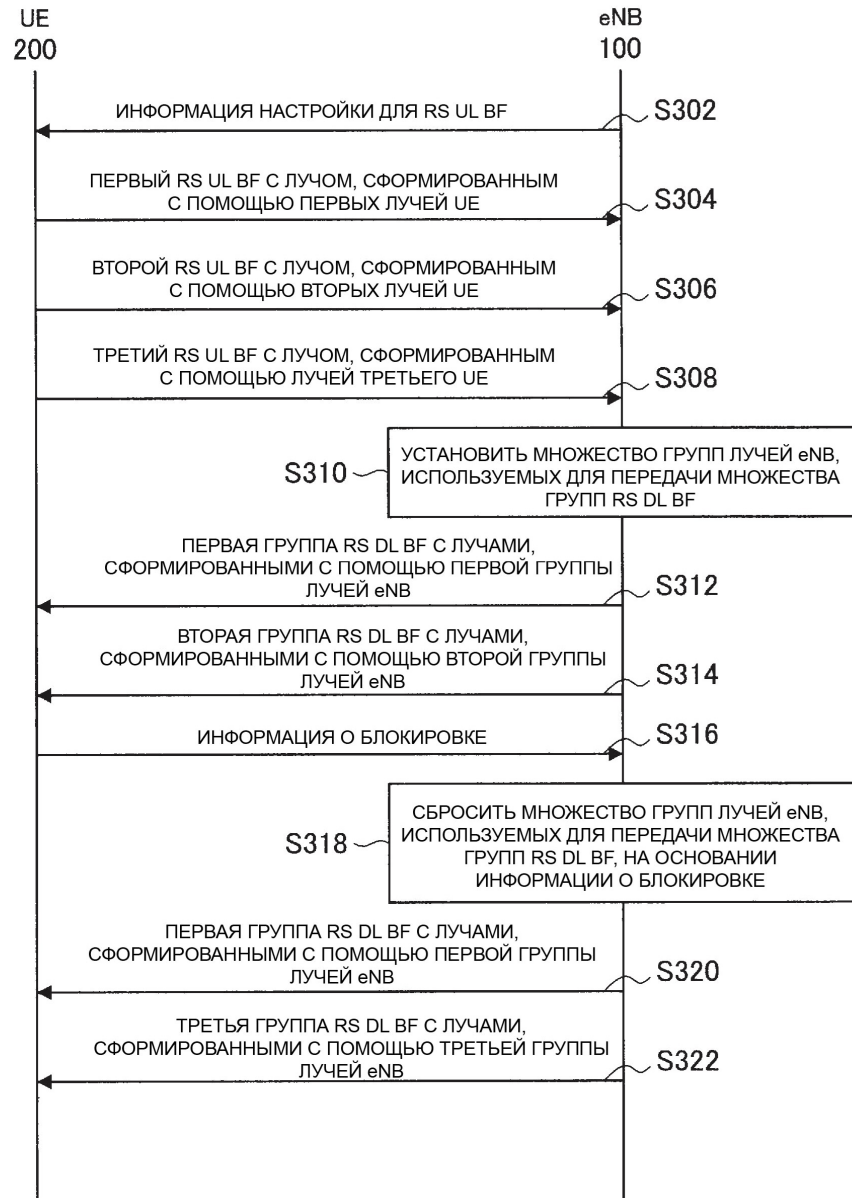 UE
200
eNB
100
ИНФОРМАЦИЯ НАСТРОЙКИ ДЛЯ RS UL BF
S302
ПЕРВЫЙ RS UL BF С ЛУЧОМ, СФОРМИРОВАННЫМ
С ПОМОЩЬЮ ПЕРВЫХ ЛУЧЕЙ UE
S304
ВТОРОЙ RS UL BF С ЛУЧОМ, СФОРМИРОВАННЫМ
С ПОМОЩЬЮ ВТОРЫХ ЛУЧЕЙ UE
S306
ТРЕТИЙ RS UL BF С ЛУЧОМ, СФОРМИРОВАННЫМ
С ПОМОЩЬЮ ЛУЧЕЙ ТРЕТЬЕГО UE
S308
S310
УСТАНОВИТЬ МНОЖЕСТВО ГРУПП ЛУЧЕЙ eNB,
ИСПОЛЬЗУЕМЫХ ДЛЯ ПЕРЕДАЧИ МНОЖЕСТВА
ГРУПП RS DL BF
ПЕРВАЯ ГРУППА RS DL BF С ЛУЧАМИ,
СФОРМИРОВАННЫМИ С ПОМОЩЬЮ ПЕРВОЙ ГРУППЫ
ЛУЧЕЙ eNB
S312
ВТОРАЯ ГРУППА RS DL BF С ЛУЧАМИ,
СФОРМИРОВАННЫМИ С ПОМОЩЬЮ ВТОРОЙ ГРУППЫ
ЛУЧЕЙ eNB
S314
ИНФОРМАЦИЯ О БЛОКИРОВКЕ
S316
S318
СБРОСИТЬ МНОЖЕСТВО ГРУПП ЛУЧЕЙ eNB,
ИСПОЛЬЗУЕМЫХ ДЛЯ ПЕРЕДАЧИ МНОЖЕСТВА
ГРУПП RS DL BF, НА ОСНОВАНИИ
ИНФОРМАЦИИ О БЛОКИРОВКЕ
ПЕРВАЯ ГРУППА RS DL BF С ЛУЧАМИ,
СФОРМИРОВАННЫМИ С ПОМОЩЬЮ ПЕРВОЙ ГРУППЫ
ЛУЧЕЙ eNB
S320
ТРЕТЬЯ ГРУППА RS DL BF С ЛУЧАМИ,
СФОРМИРОВАННЫМИ С ПОМОЩЬЮ ТРЕТЬЕЙ ГРУППЫ
ЛУЧЕЙ eNB
S322